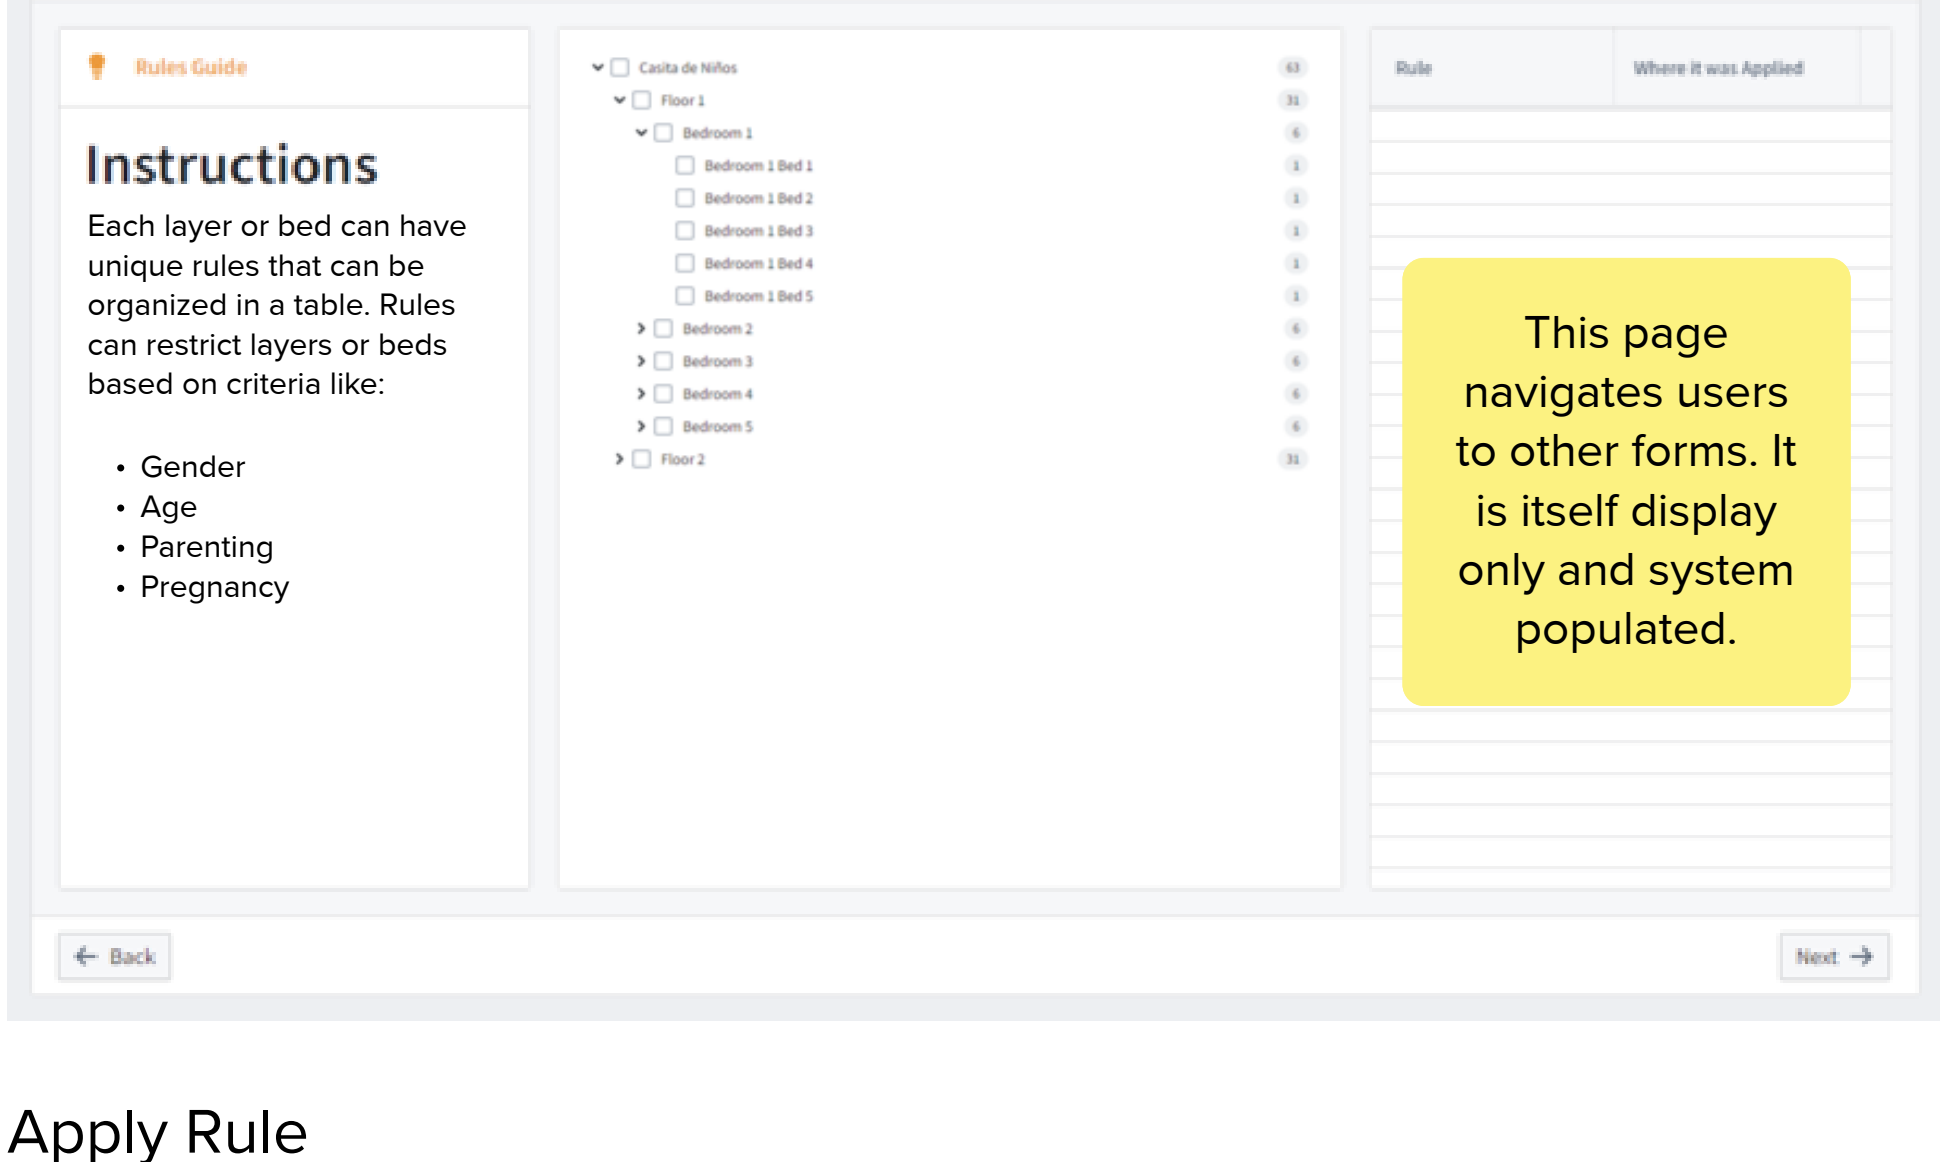 Rules Guide
Instructions
Each layer or bed can have
unique rules that can be
organized in a table. Rules
can restrict layers or beds
based on criteria like:
• Gender
• Age
• Parenting
• Pregnancy
Casita de Niños 63
Floor 1 31
Bedroom 1 6
Bedroom 1 Bed 1 1
Bedroom 1 Bed 2 1
Bedroom 1 Bed 3 1
Bedroom 1 Bed 4 1
Bedroom 1 Bed 5 1
Bedroom 2 6
Bedroom 3 6
Bedroom 4 6
Bedroom 5 6
Floor 2 31
Rule Where it was Applied
This page
navigates users
to other forms. It
is itself display
only and system
populated.
Back
Next
Apply Rule